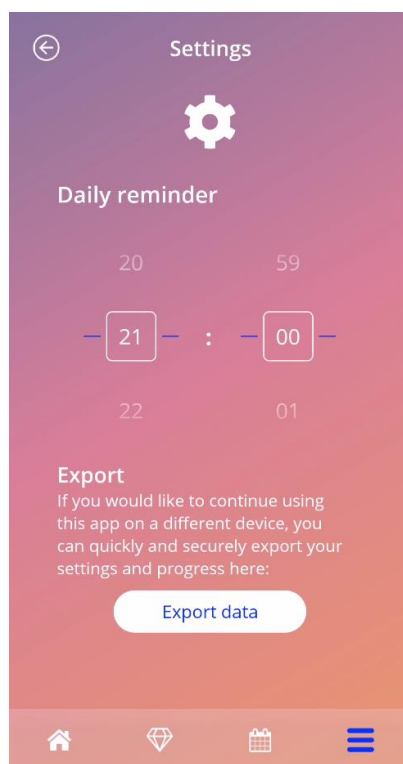 Settings
Daily reminder
20 59
21 : 00
22 01
Export
If you would like to continue using
this app on a different device, you
can quickly and securely export your
settings and progress here:
Export data